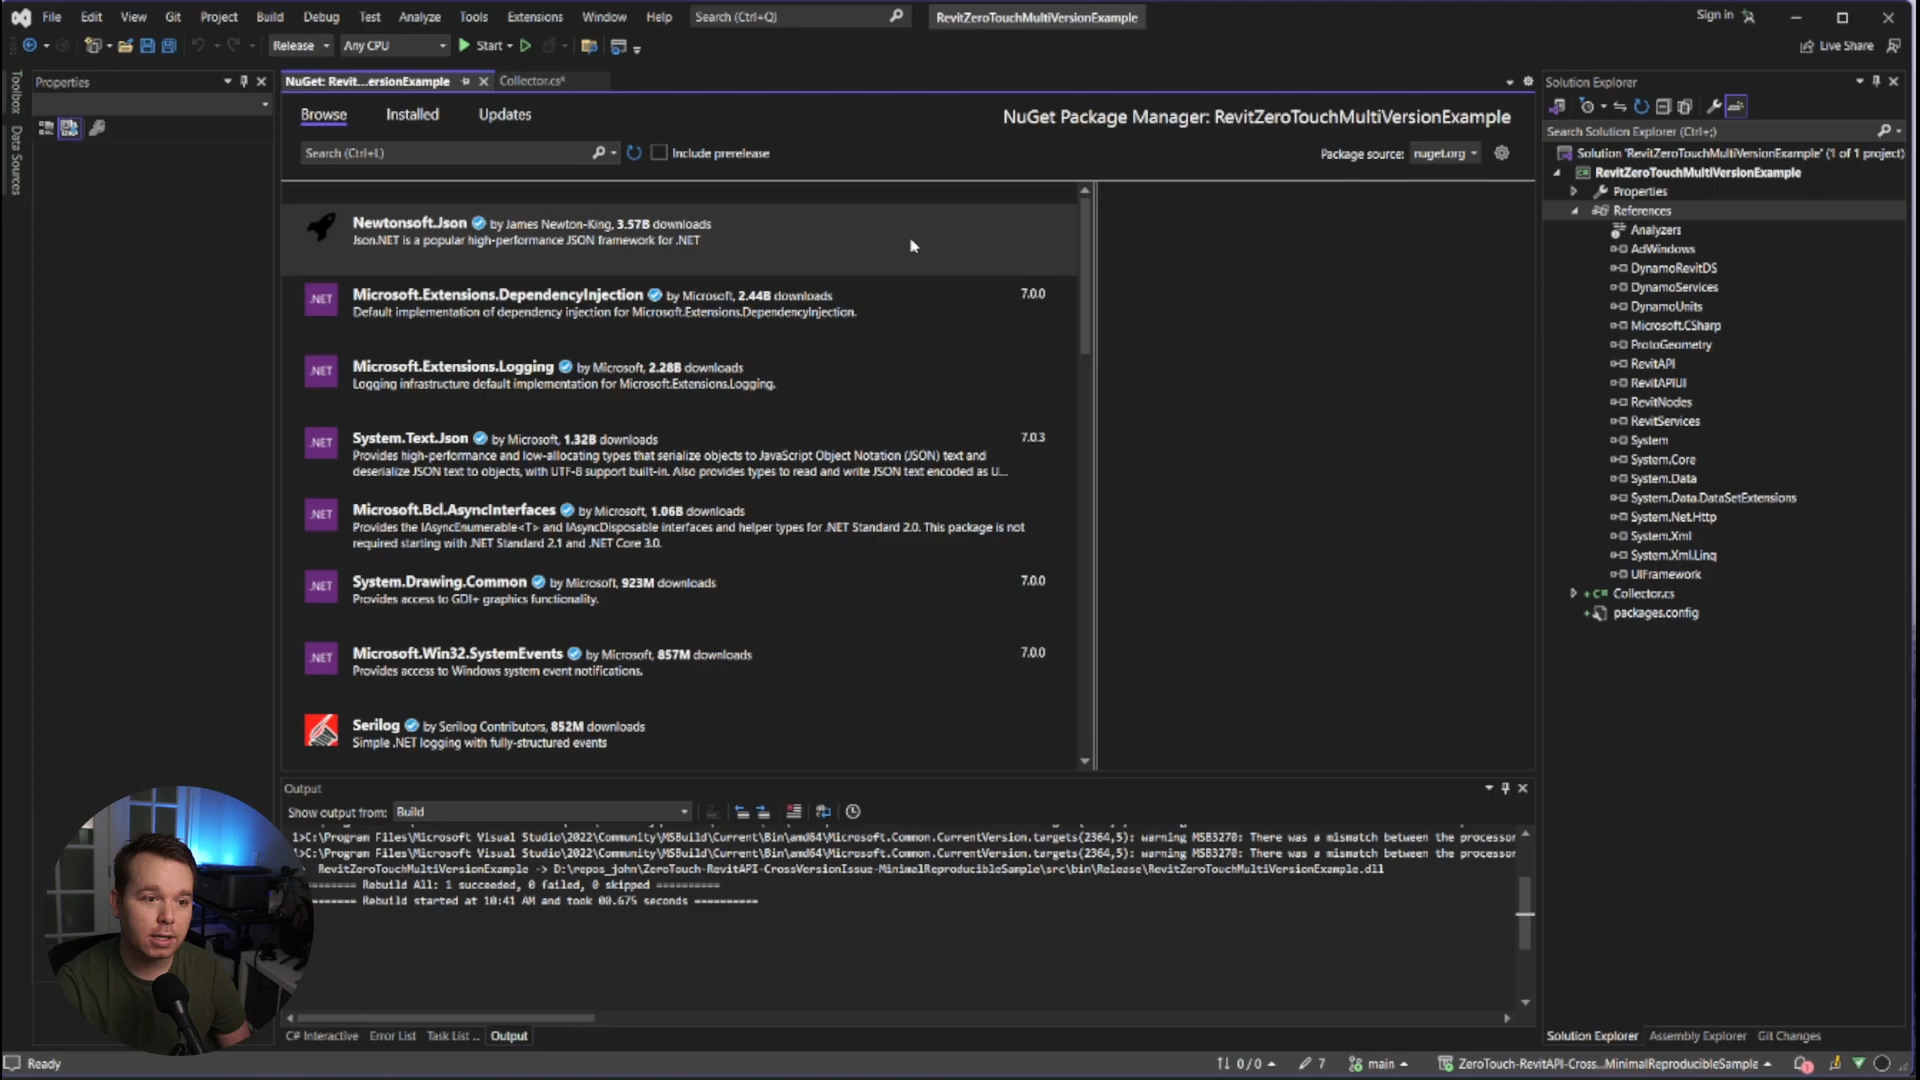 File Edit View Git Project Build Debug Test Analyze Tools Extensions Window Help Search (Ctrl+Q) RevitZeroTouchMultiVersionExample Sign in
Release Any CPU Start Live Share
Toolbox
Data Sources
Properties
NuGet: Revit...ersionExample Collector.cs*
Browse Installed Updates NuGet Package Manager: RevitZeroTouchMultiVersionExample
Search (Ctrl+L) Include prerelease Package source: nuget.org
Newtonsoft.Json by James Newton-King, 3.57B downloads
Json.NET is a popular high-performance JSON framework for .NET
.NET Microsoft.Extensions.DependencyInjection by Microsoft, 2.44B downloads 7.0.0
Default implementation of dependency injection for Microsoft.Extensions.DependencyInjection.
.NET Microsoft.Extensions.Logging by Microsoft, 2.28B downloads
Logging infrastructure default implementation for Microsoft.Extensions.Logging.
.NET System.Text.Json by Microsoft, 1.32B downloads 7.0.3
Provides high-performance and low-allocating types that serialize objects to JavaScript Object Notation (JSON) text and
deserialize JSON text to objects, with UTF-8 support built-in. Also provides types to read and write JSON text encoded as U...
.NET Microsoft.Bcl.AsyncInterfaces by Microsoft, 1.06B downloads
Provides the IAsyncEnumerable<T> and IAsyncDisposable interfaces and helper types for .NET Standard 2.0. This package is not
required starting with .NET Standard 2.1 and .NET Core 3.0.
.NET System.Drawing.Common by Microsoft, 923M downloads 7.0.0
Provides access to GDI+ graphics functionality.
.NET Microsoft.Win32.SystemEvents by Microsoft, 857M downloads 7.0.0
Provides access to Windows system event notifications.
Serilog by Serilog Contributors, 852M downloads
Simple .NET logging with fully-structured events
Output
Show output from: Build
1>C:\Program Files\Microsoft Visual Studio\2022\Community\MSBuild\Current\Bin\amd64\Microsoft.Common.CurrentVersion.targets(2364,5): warning MSB3270: There was a mismatch between the processor
1>C:\Program Files\Microsoft Visual Studio\2022\Community\MSBuild\Current\Bin\amd64\Microsoft.Common.CurrentVersion.targets(2364,5): warning MSB3270: There was a mismatch between the processor
RevitZeroTouchMultiVersionExample -> D:\repos_john\ZeroTouch-RevitAPI-CrossVersionIssue-MinimalReproducibleSample\src\bin\Release\RevitZeroTouchMultiVersionExample.dll
======== Rebuild All: 1 succeeded, 0 failed, 0 skipped ==========
======= Rebuild started at 10:41 AM and took 00.675 seconds ==========
C# Interactive Error List Task List ... Output
Solution Explorer
Search Solution Explorer (Ctrl+;)
Solution 'RevitZeroTouchMultiVersionExample' (1 of 1 project)
RevitZeroTouchMultiVersionExample
Properties
References
Analyzers
AdWindows
DynamoRevitDS
DynamoServices
DynamoUnits
Microsoft.CSharp
ProtoGeometry
RevitAPI
RevitAPIUI
RevitNodes
RevitServices
System
System.Core
System.Data
System.Data.DataSetExtensions
System.Net.Http
System.Xml
System.Xml.Linq
UIFramework
C# Collector.cs
packages.config
Solution Explorer Assembly Explorer Git Changes
Ready 0/0 7 main ZeroTouch-RevitAPI-Cross...MinimalReproducibleSample 1